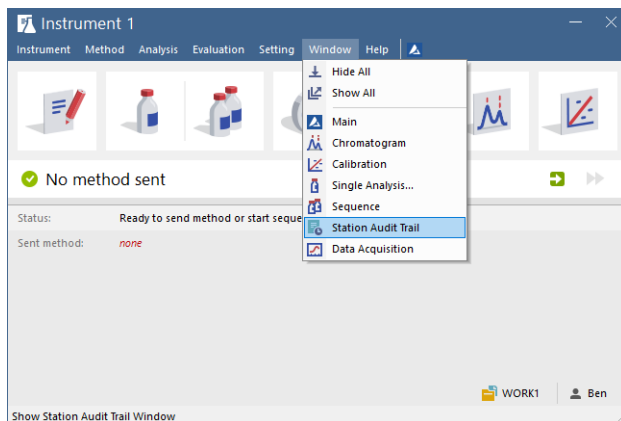 Instrument 1
Instrument Method Analysis Evaluation Setting Window Help
Hide All
Show All
Main
Chromatogram
Calibration
Single Analysis...
Sequence
Station Audit Trail
Data Acquisition
No method sent
Status: Ready to send method or start seque
Sent method: none
WORK1 Ben
Show Station Audit Trail Window